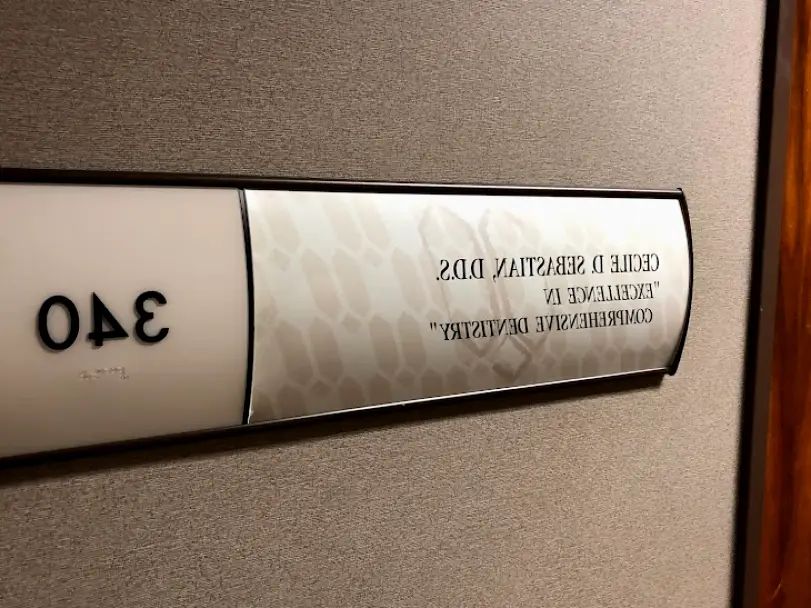 340
CECILE D. SEBASTIAN, D.D.S.
"EXCELLENCE IN
COMPREHENSIVE DENTISTRY"